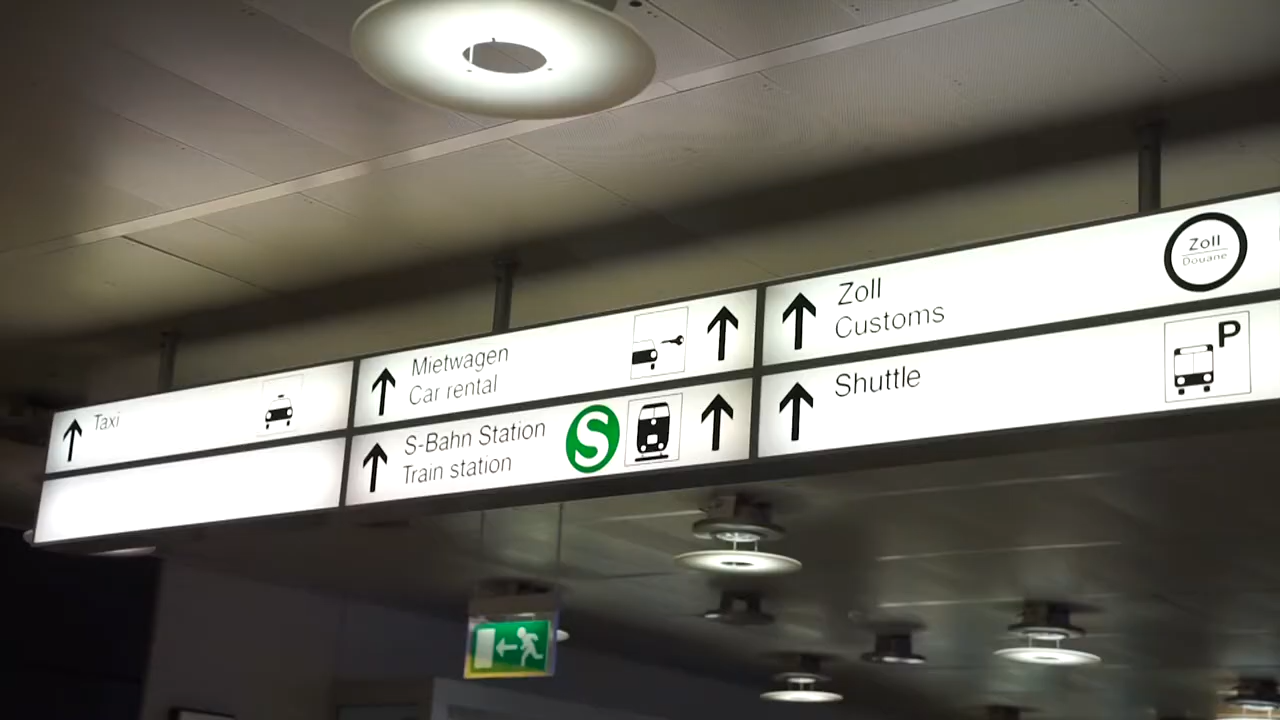 Taxi
Mietwagen
Car rental
S-Bahn Station
Train station
S
Zoll
Customs
Zoll
Douane
Shuttle
P